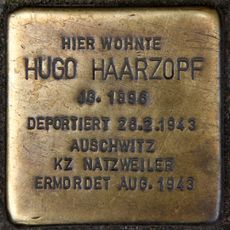 HIER WOHNTE
HUGO HAARZOPF
JG. 1896
DEPORTIERT 26.2.1943
AUSCHWITZ
KZ NATZWEILER
ERMORDET AUG. 1943